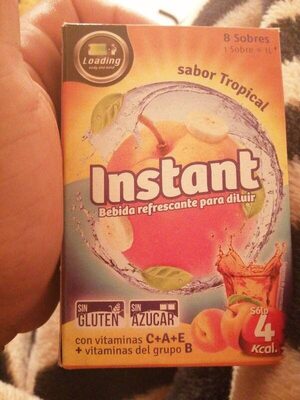 Loading
8 Sobres
1 Sobre = 1L
sabor Tropical
Instant
Bebida refrescante para diluir
SIN GLUTEN
SIN AZÚCAR
Sólo
4
Kcal.
con vitaminas C+A+E
+ vitaminas del grupo B